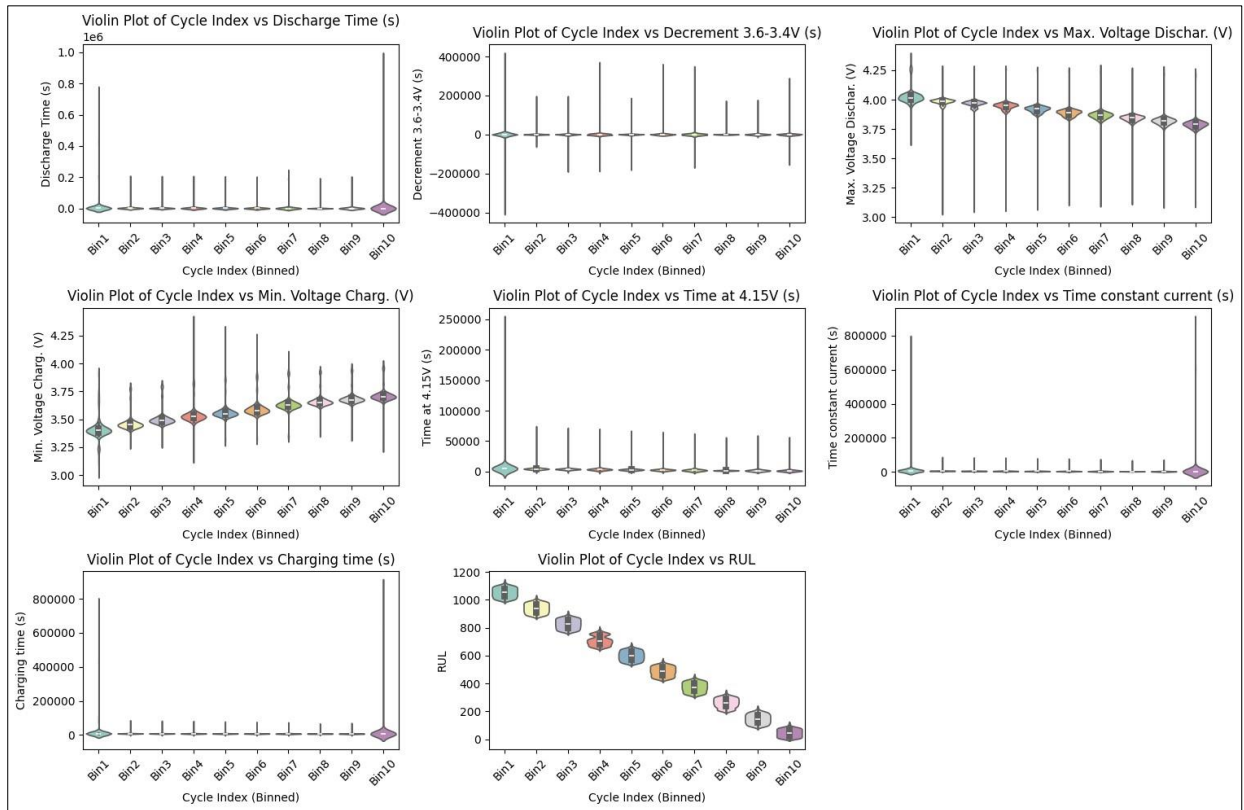 Violin Plot of Cycle Index vs Discharge Time (s)
1e6
1.0
0.8
0.6
0.4
0.2
0.0
Discharge Time (s)
Bin1 Bin2 Bin3 Bin4 Bin5 Bin6 Bin7 Bin8 Bin9 Bin10
Cycle Index (Binned)
Violin Plot of Cycle Index vs Decrement 3.6-3.4V (s)
400000
200000
0
−200000
−400000
Decrement 3.6-3.4V (s)
Bin1 Bin2 Bin3 Bin4 Bin5 Bin6 Bin7 Bin8 Bin9 Bin10
Cycle Index (Binned)
Violin Plot of Cycle Index vs Max. Voltage Dischar. (V)
4.25
4.00
3.75
3.50
3.25
3.00
Max. Voltage Dischar. (V)
Bin1 Bin2 Bin3 Bin4 Bin5 Bin6 Bin7 Bin8 Bin9 Bin10
Cycle Index (Binned)
Violin Plot of Cycle Index vs Min. Voltage Charg. (V)
4.25
4.00
3.75
3.50
3.25
3.00
Min. Voltage Charg. (V)
Bin1 Bin2 Bin3 Bin4 Bin5 Bin6 Bin7 Bin8 Bin9 Bin10
Cycle Index (Binned)
Violin Plot of Cycle Index vs Time at 4.15V (s)
250000
200000
150000
100000
50000
0
Time at 4.15V (s)
Bin1 Bin2 Bin3 Bin4 Bin5 Bin6 Bin7 Bin8 Bin9 Bin10
Cycle Index (Binned)
Violin Plot of Cycle Index vs Time constant current (s)
800000
600000
400000
200000
0
Time constant current (s)
Bin1 Bin2 Bin3 Bin4 Bin5 Bin6 Bin7 Bin8 Bin9 Bin10
Cycle Index (Binned)
Violin Plot of Cycle Index vs Charging time (s)
800000
600000
400000
200000
0
Charging time (s)
Bin1 Bin2 Bin3 Bin4 Bin5 Bin6 Bin7 Bin8 Bin9 Bin10
Cycle Index (Binned)
Violin Plot of Cycle Index vs RUL
1200
1000
800
600
400
200
0
RUL
Bin1 Bin2 Bin3 Bin4 Bin5 Bin6 Bin7 Bin8 Bin9 Bin10
Cycle Index (Binned)